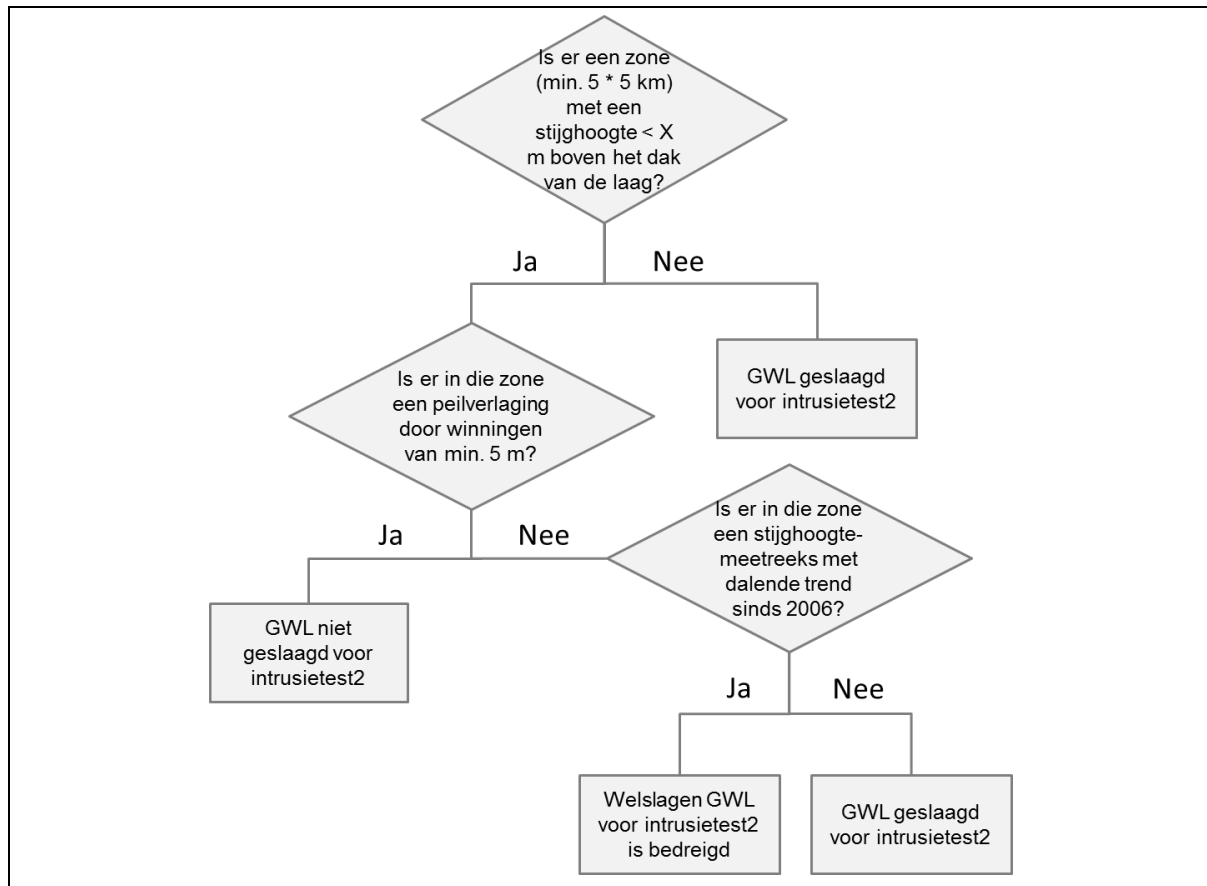 Is er een zone
(min. 5 * 5 km)
met een
stijghoogte < X
m boven het dak
van de laag?
Ja
Nee
Is er in die zone
een peilverlaging
door winningen
van min. 5 m?
GWL geslaagd
voor intrusietest2
Ja
Nee
Is er in die zone
een stijghoogte-
meetreeks met
dalende trend
sinds 2006?
GWL niet
geslaagd voor
intrusietest2
Ja
Nee
Welslagen GWL
voor intrusietest2
is bedreigd
GWL geslaagd
voor intrusietest2